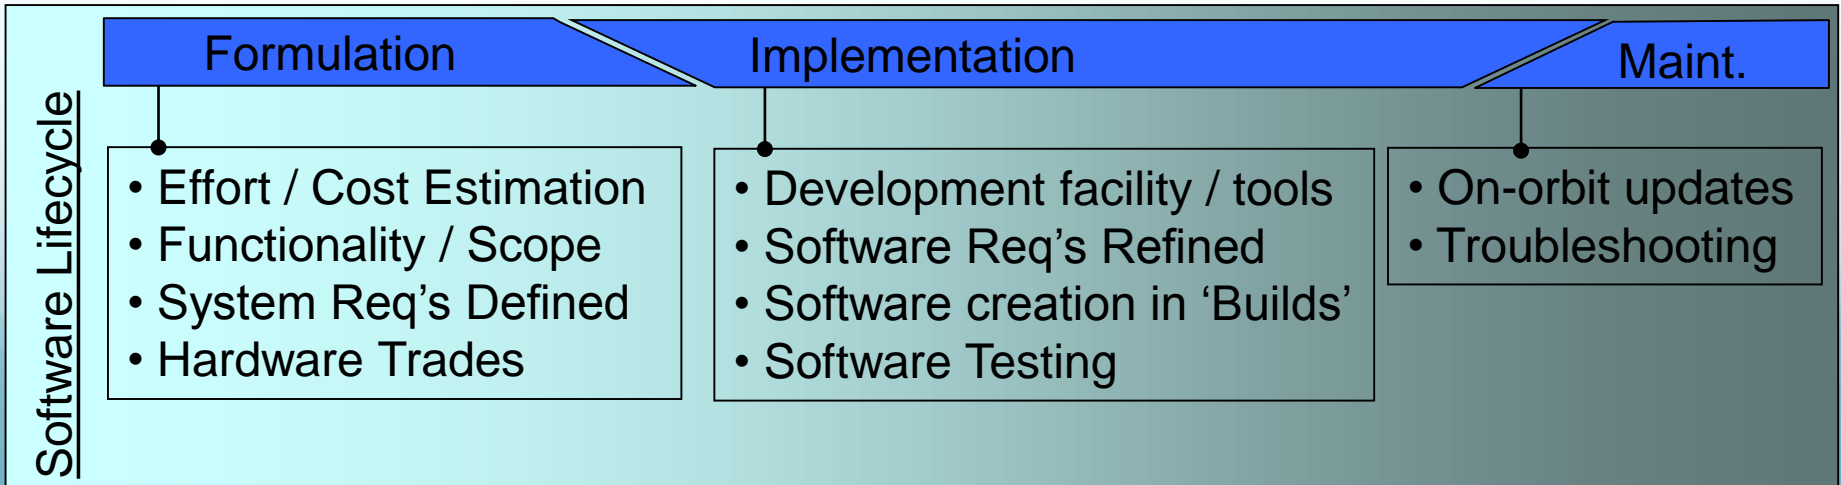 Software Lifecycle
Formulation
Implementation
Maint.
• Effort / Cost Estimation
• Functionality / Scope
• System Req’s Defined
• Hardware Trades
• Development facility / tools
• Software Req’s Refined
• Software creation in ‘Builds’
• Software Testing
• On-orbit updates
• Troubleshooting